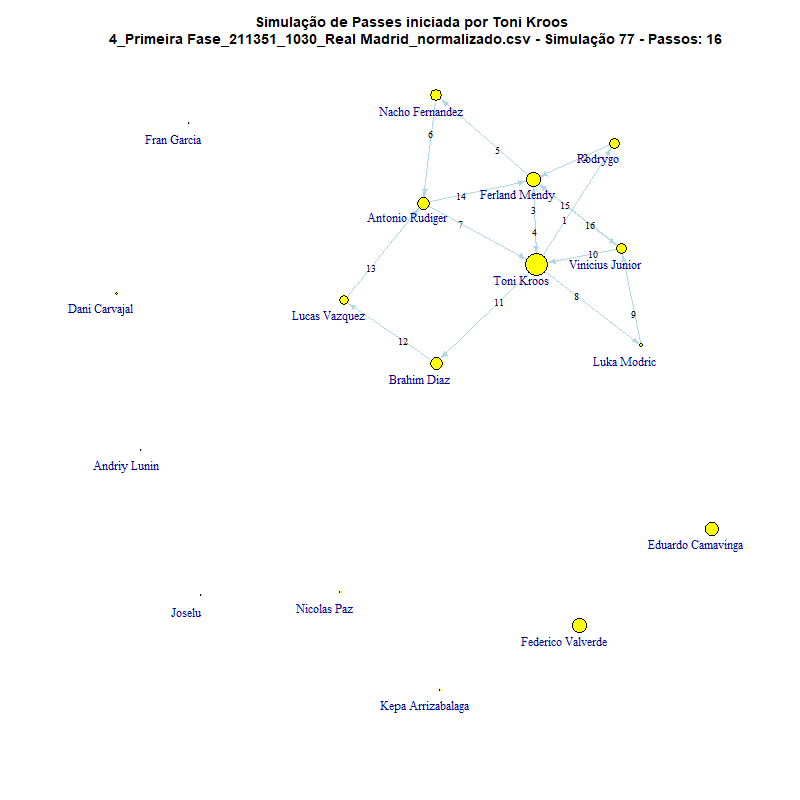 Simulação de Passes iniciada por Toni Kroos
4_Primeira Fase_211351_1030_Real Madrid_normalizado.csv - Simulação 77 - Passos: 16
Nacho Fernandez
Fran Garcia
6
5
2
Rodrygo
Ferland Mendy
14
15
3
1
Antonio Rudiger
7
16
4
10
Vinicius Junior
13
Toni Kroos
8
11
9
Dani Carvajal
Lucas Vazquez
12
Luka Modric
Brahim Diaz
Andriy Lunin
Eduardo Camavinga
Joselu
Nicolas Paz
Federico Valverde
Kepa Arrizabalaga